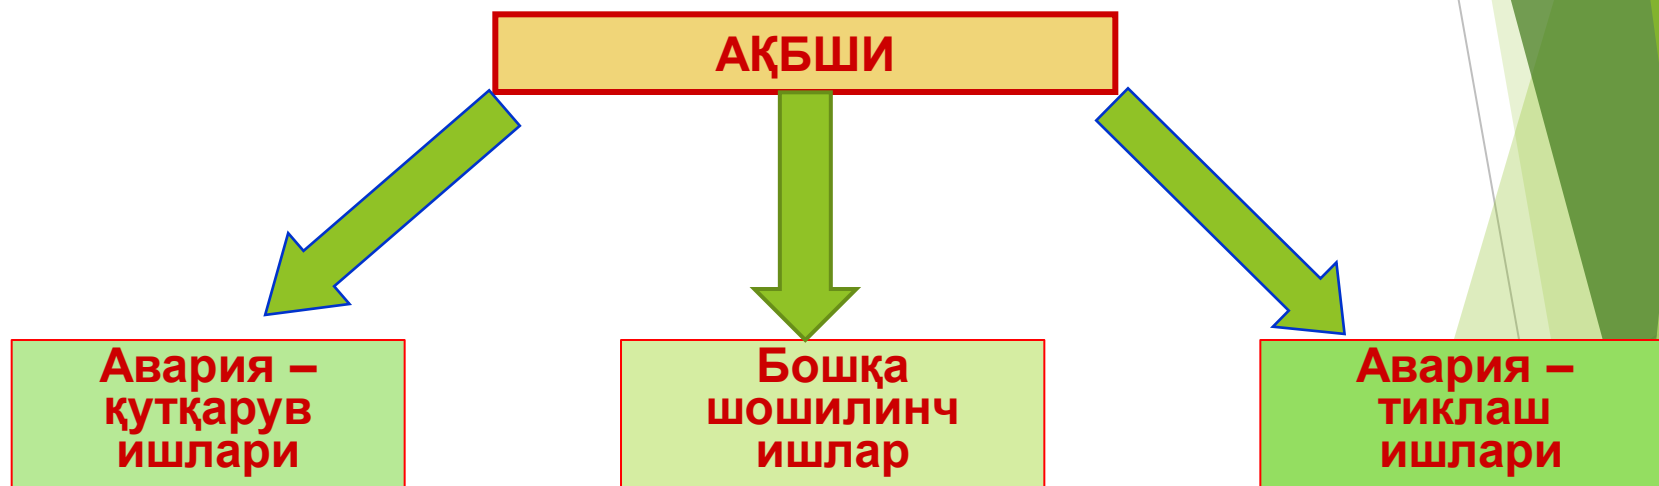 АҚБШИ
Авария –
қутқарув
ишлари
Бошқа
шошилинч
ишлар
Авария –
тиклаш
ишлари